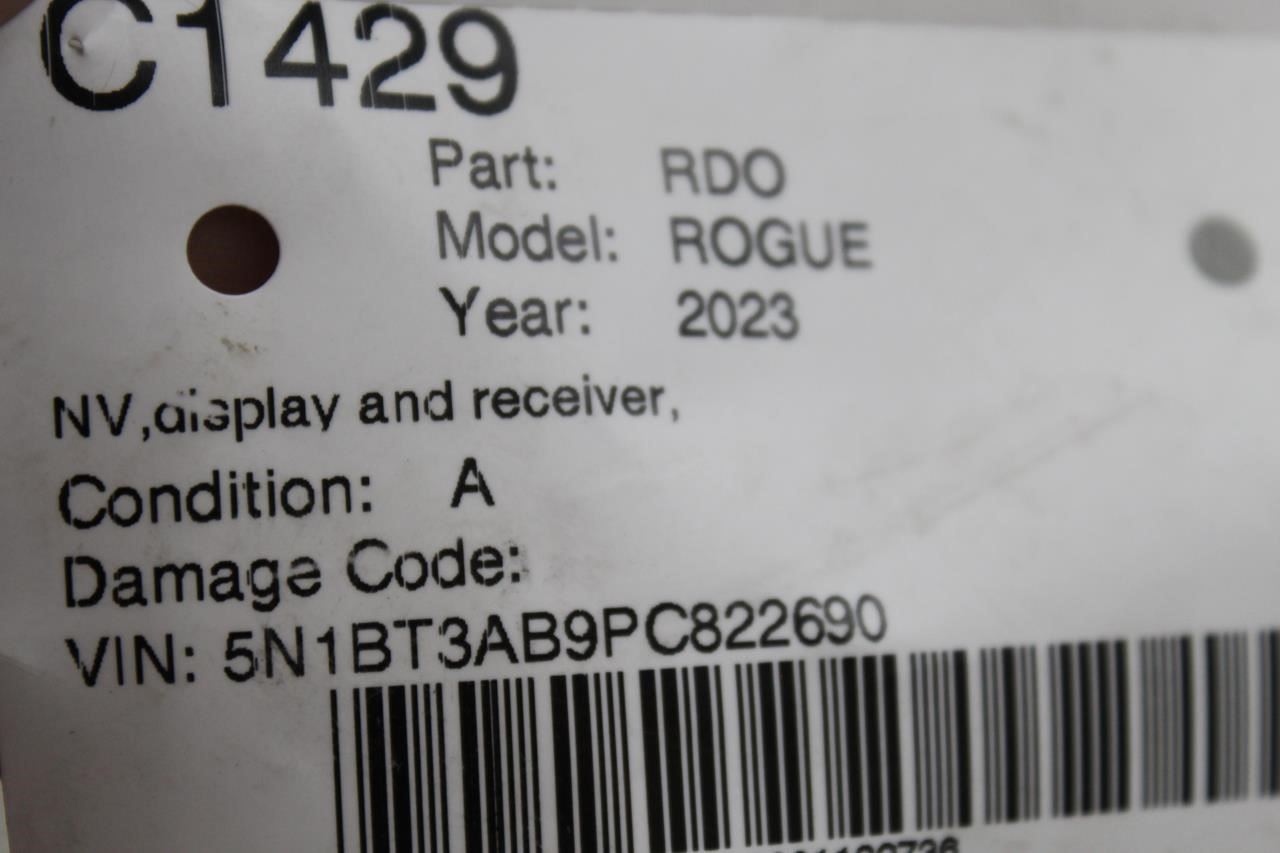 C1429
Part: RDO
Model: ROGUE
Year: 2023
NV,display and receiver,
Condition: A
Damage Code:
VIN: 5N1BT3AB9PC822690